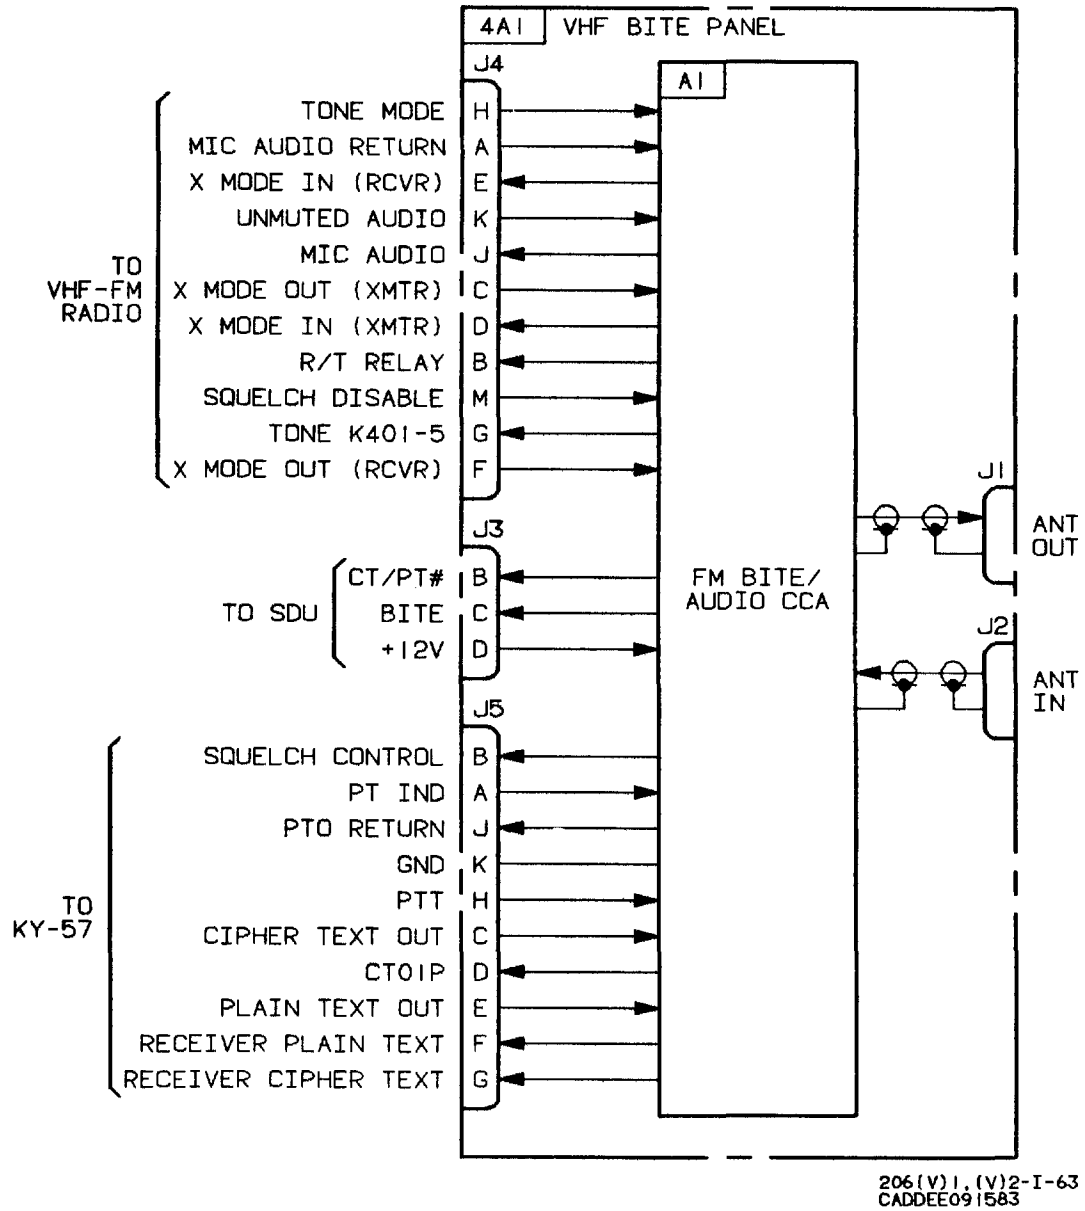 4A1 VHF BITE PANEL
J4
A1
TONE MODE H
MIC AUDIO RETURN A
X MODE IN (RCVR) E
UNMUTED AUDIO K
MIC AUDIO J
X MODE OUT (XMTR) C
X MODE IN (XMTR) D
R/T RELAY B
SQUELCH DISABLE M
TONE K401-5 G
X MODE OUT (RCVR) F
TO
VHF-FM
RADIO
J3
CT/PT# B
BITE C
+12V D
TO SDU
FM BITE/
AUDIO CCA
J1
ANT
OUT
J2
ANT
IN
J5
SQUELCH CONTROL B
PT IND A
PTO RETURN J
GND K
PTT H
CIPHER TEXT OUT C
CTOIP D
PLAIN TEXT OUT E
RECEIVER PLAIN TEXT F
RECEIVER CIPHER TEXT G
TO
KY-57
206(V)1,(V)2-I-63
CADDEE091583